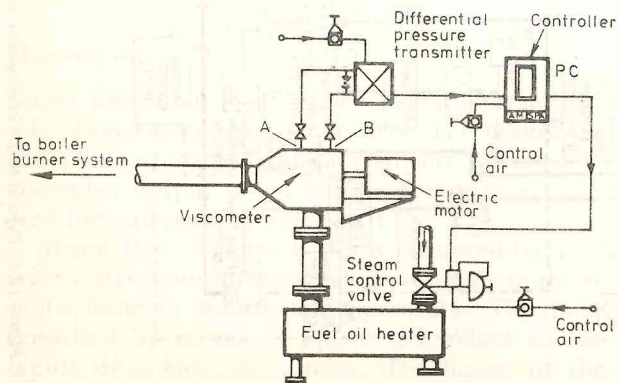 Differential
pressure
transmitter
Controller
PC
A M SPA
A
B
To boiler
burner system
Control
air
Viscometer
Electric
motor
Steam
control
valve
Fuel oil heater
Control
air